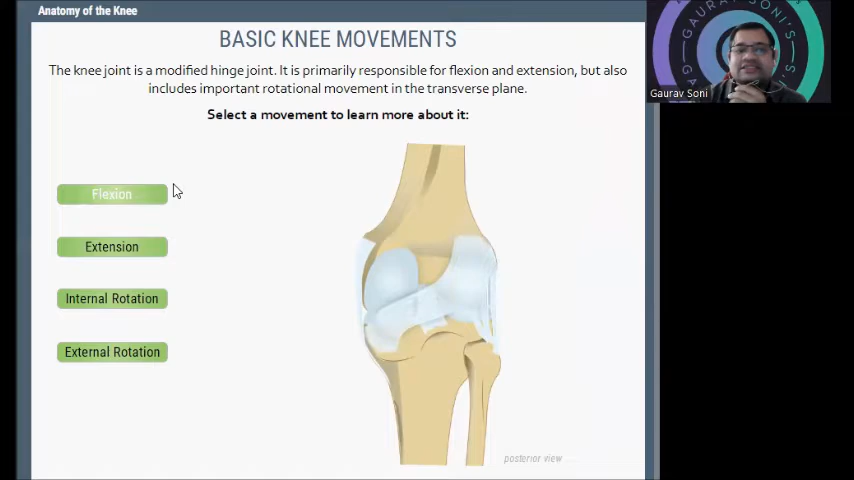 Anatomy of the Knee
BASIC KNEE MOVEMENTS
The knee joint is a modified hinge joint. It is primarily responsible for flexion and extension, but also
includes important rotational movement in the transverse plane.
Select a movement to learn more about it:
Flexion
Extension
Internal Rotation
External Rotation
posterior view
GAURAV SONI'S
Gaurav Soni